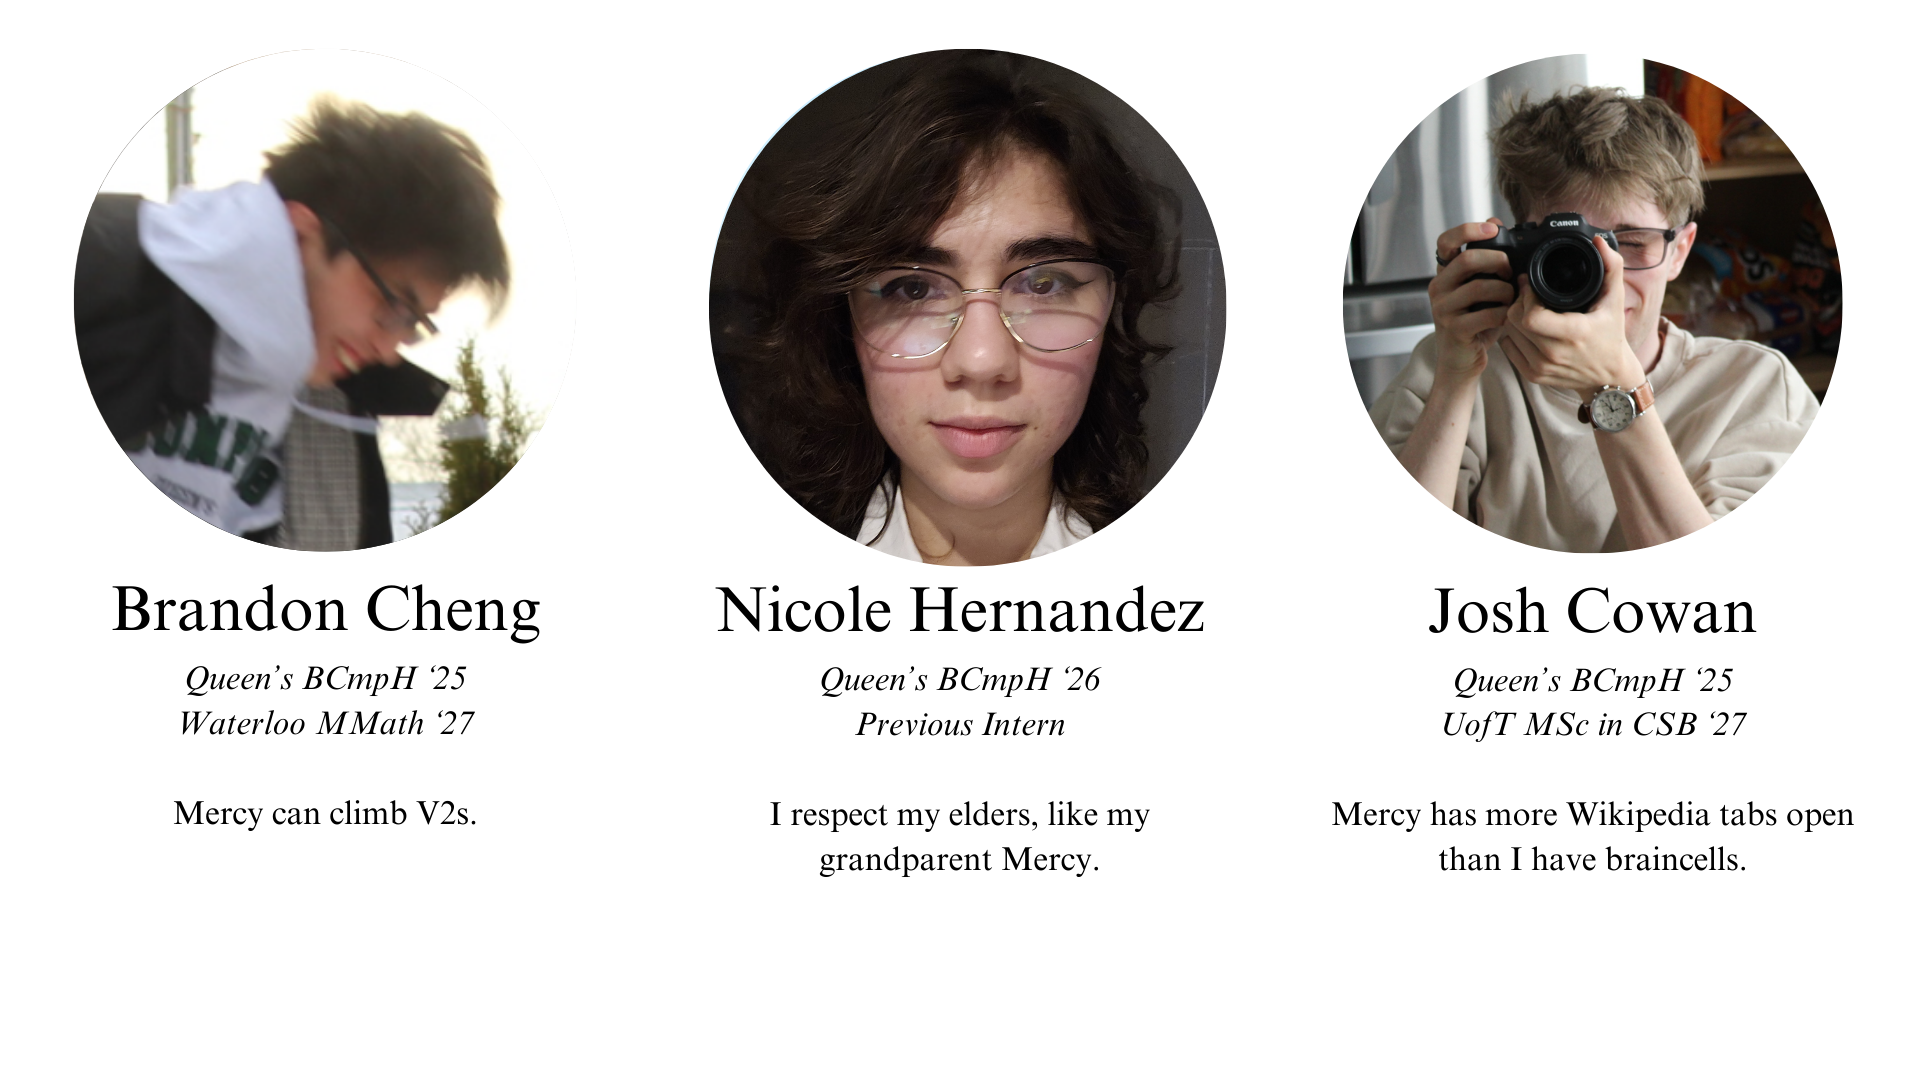 Canon
Brandon Cheng
Queen’s BCmpH ‘25
Waterloo MMath ‘27
Mercy can climb V2s.
Nicole Hernandez
Queen’s BCmpH ‘26
Previous Intern
I respect my elders, like my
grandparent Mercy.
Josh Cowan
Queen’s BCmpH ‘25
UofT MSc in CSB ‘27
Mercy has more Wikipedia tabs open
than I have braincells.